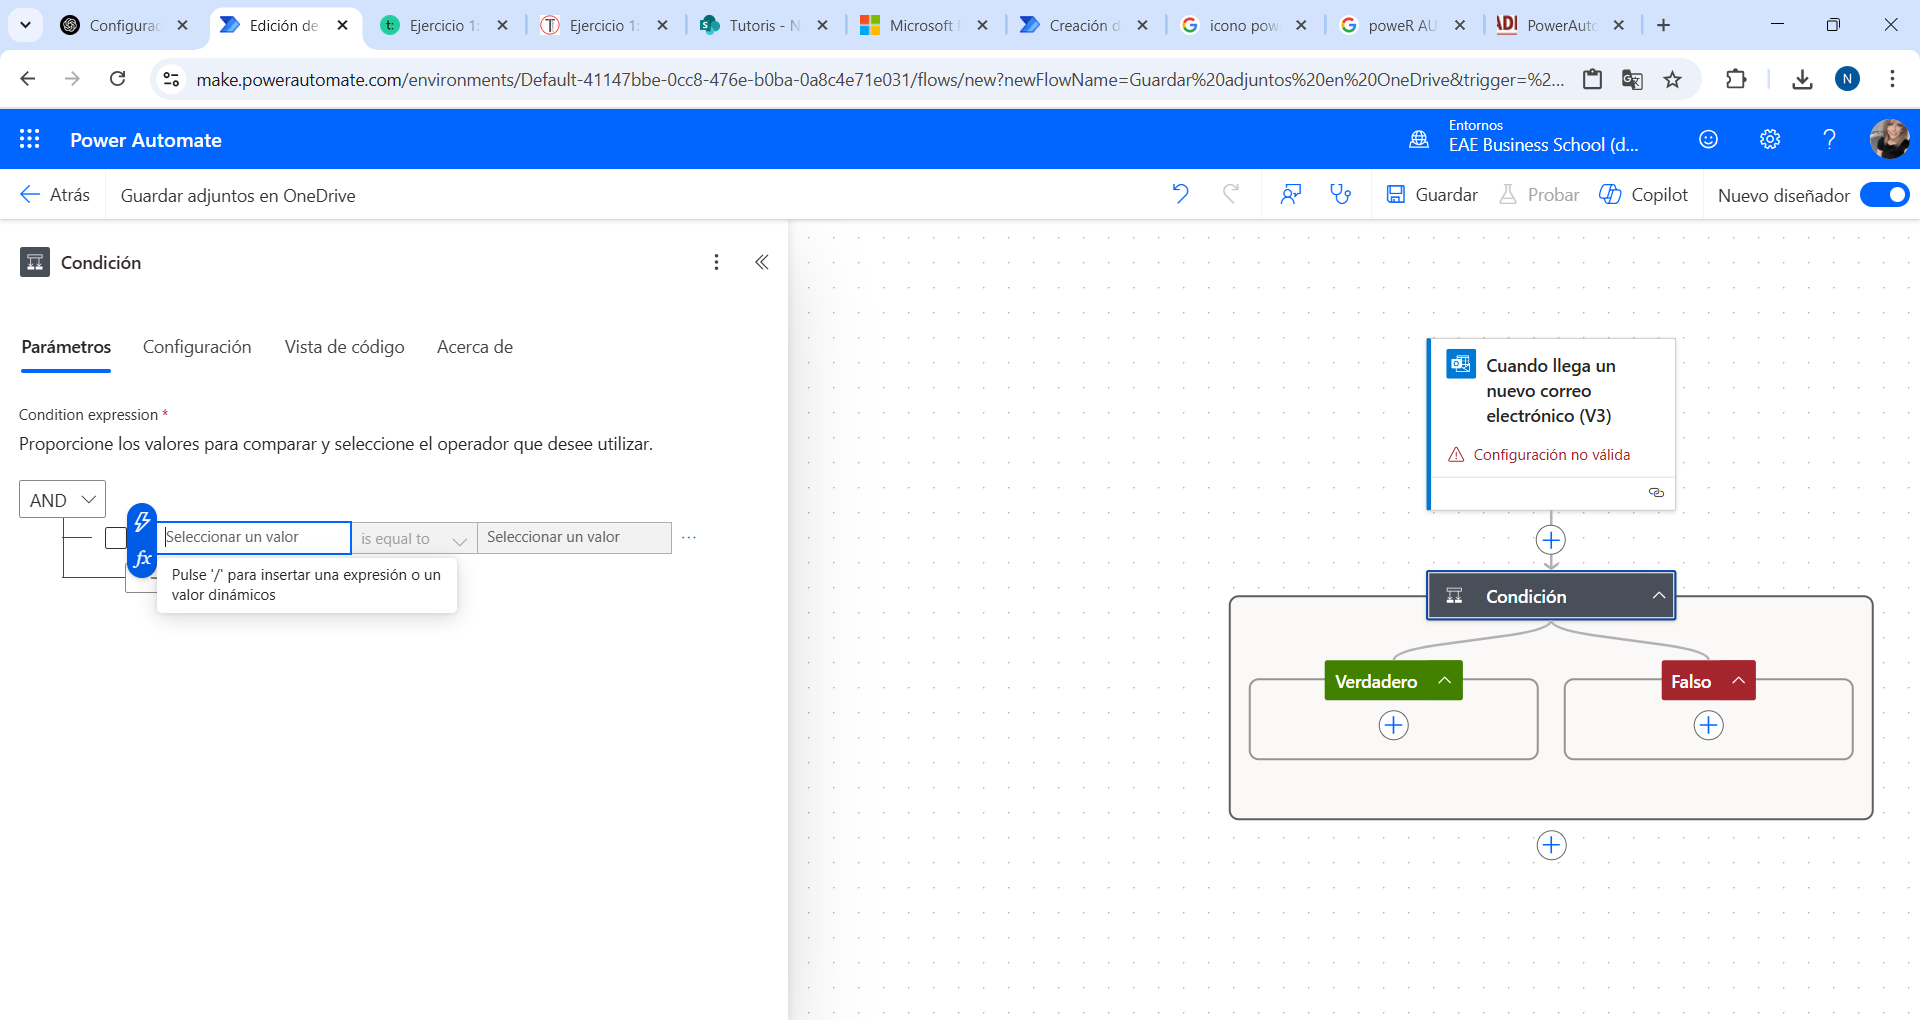 Configurac
Edición de
Ejercicio 1:
Ejercicio 1:
Tutoris - N
Microsoft
Creación d
icono pow
poweR AU
PowerAuto
make.powerautomate.com/environments/Default-41147bbe-0cc8-476e-b0ba-0a8c4e71e031/flows/new?newFlowName=Guardar%20adjuntos%20en%20OneDrive&trigger=%2...
N
Power Automate
Entornos
EAE Business School (d...
Atrás
Guardar adjuntos en OneDrive
Guardar
Probar
Copilot
Nuevo diseñador
Condición
Parámetros
Configuración
Vista de código
Acerca de
Condition expression *
Proporcione los valores para comparar y seleccione el operador que desee utilizar.
AND
Seleccionar un valor
is equal to
Seleccionar un valor
fx
Pulse '/' para insertar una expresión o un
valor dinámicos
Cuando llega un
nuevo correo
electrónico (V3)
Configuración no válida
Condición
Verdadero
Falso